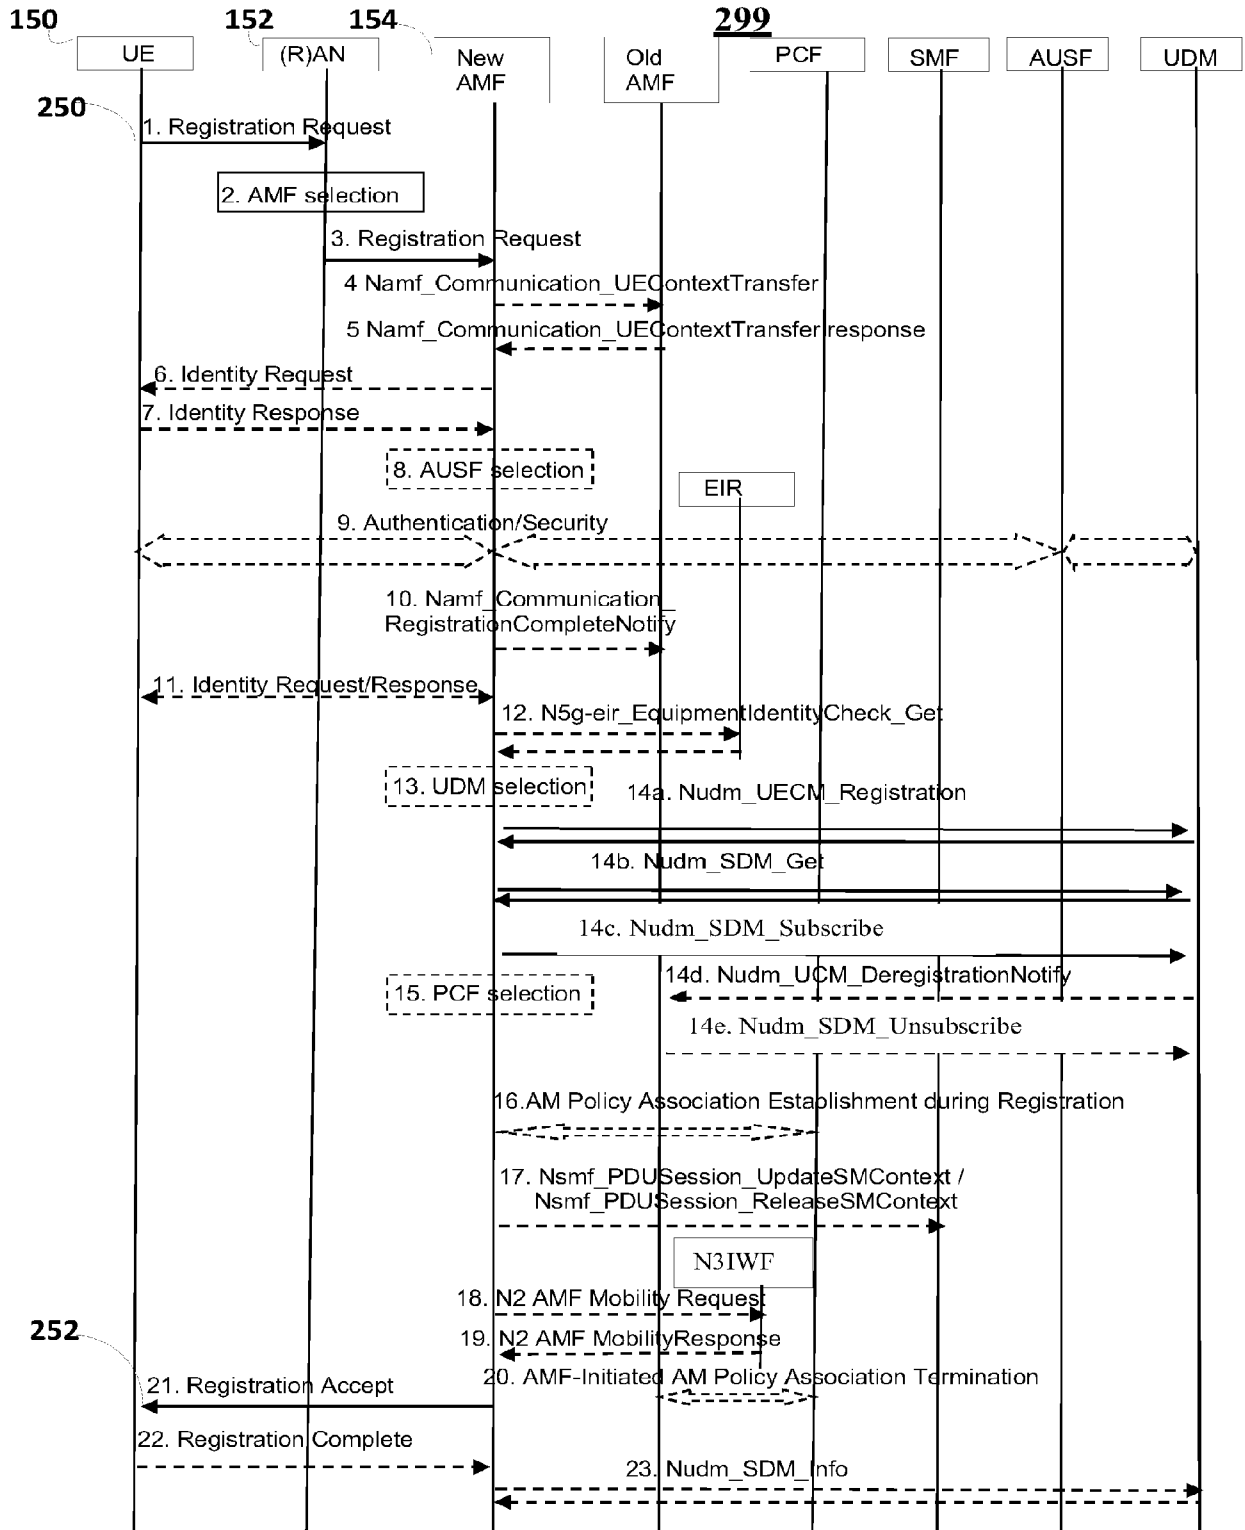 299
150
152
154
UE
(R)AN
New
AMF
Old
AMF
PCF
SMF
AUSF
UDM
250
1. Registration Request
2. AMF selection
3. Registration Request
4 Namf_Communication_UEContextTransfer
5 Namf_Communication_UEContextTransfer response
6. Identity Request
7. Identity Response
8. AUSF selection
EIR
9. Authentication/Security
10. Namf_Communication_
RegistrationCompleteNotify
11. Identity Request/Response
12. N5g-eir_EquipmentIdentityCheck_Get
13. UDM selection
14a. Nudm_UECM_Registration
14b. Nudm_SDM_Get
14c. Nudm_SDM_Subscribe
14d. Nudm_UCM_DeregistrationNotify
15. PCF selection
14e. Nudm_SDM_Unsubscribe
16.AM Policy Association Establishment during Registration
17. Nsmf_PDUSession_UpdateSMContext /
Nsmf_PDUSession_ReleaseSMContext
N3IWF
18. N2 AMF Mobility Request
252
19. N2 AMF MobilityResponse
20. AMF-Initiated AM Policy Association Termination
21. Registration Accept
22. Registration Complete
23. Nudm_SDM_Info